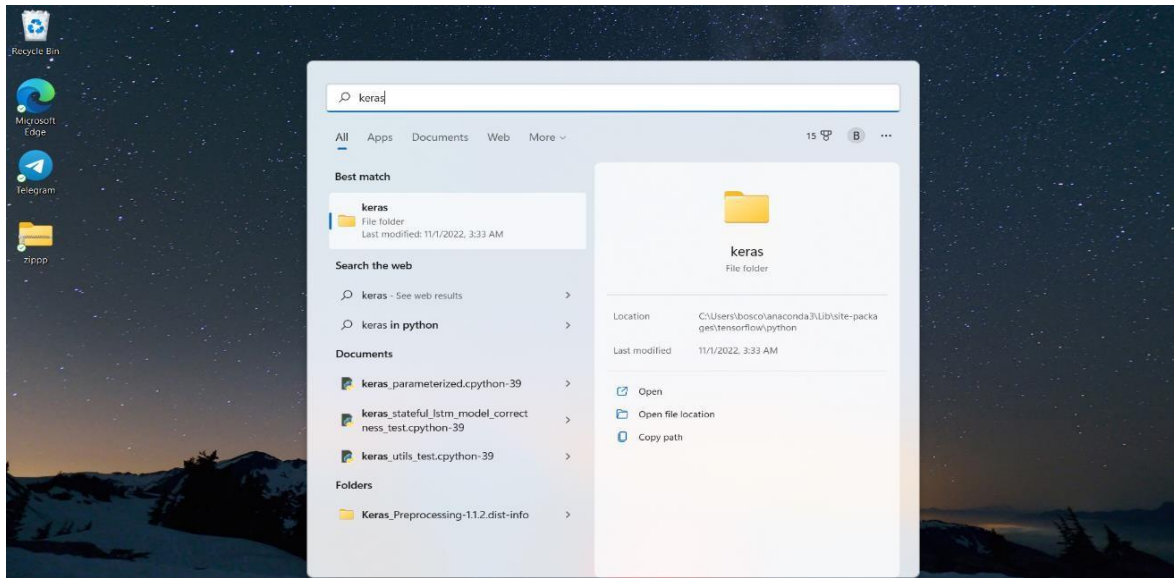 Recycle Bin
Microsoft
Edge
Telegram
zippp
keras
All Apps Documents Web More
15 B ...
Best match
keras
File folder
Last modified: 11/1/2022, 3:33 AM
Search the web
keras - See web results
keras in python
Documents
keras_parameterized.cpython-39
keras_stateful_lstm_model_correct
ness_test.cpython-39
keras_utils_test.cpython-39
Folders
Keras_Preprocessing-1.1.2.dist-info
keras
File folder
Location C:\Users\bosco\anaconda3\Lib\site-packa
ges\tensorflow\python
Last modified 11/1/2022, 3:33 AM
Open
Open file location
Copy path